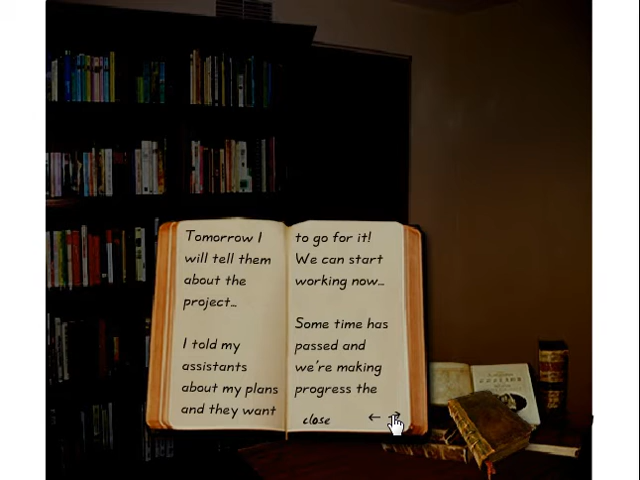 Tomorrow I
will tell them
about the
project...
I told my
assistants
about my plans
and they want
to go for it!
We can start
working now...
Some time has
passed and
we're making
progress the
close